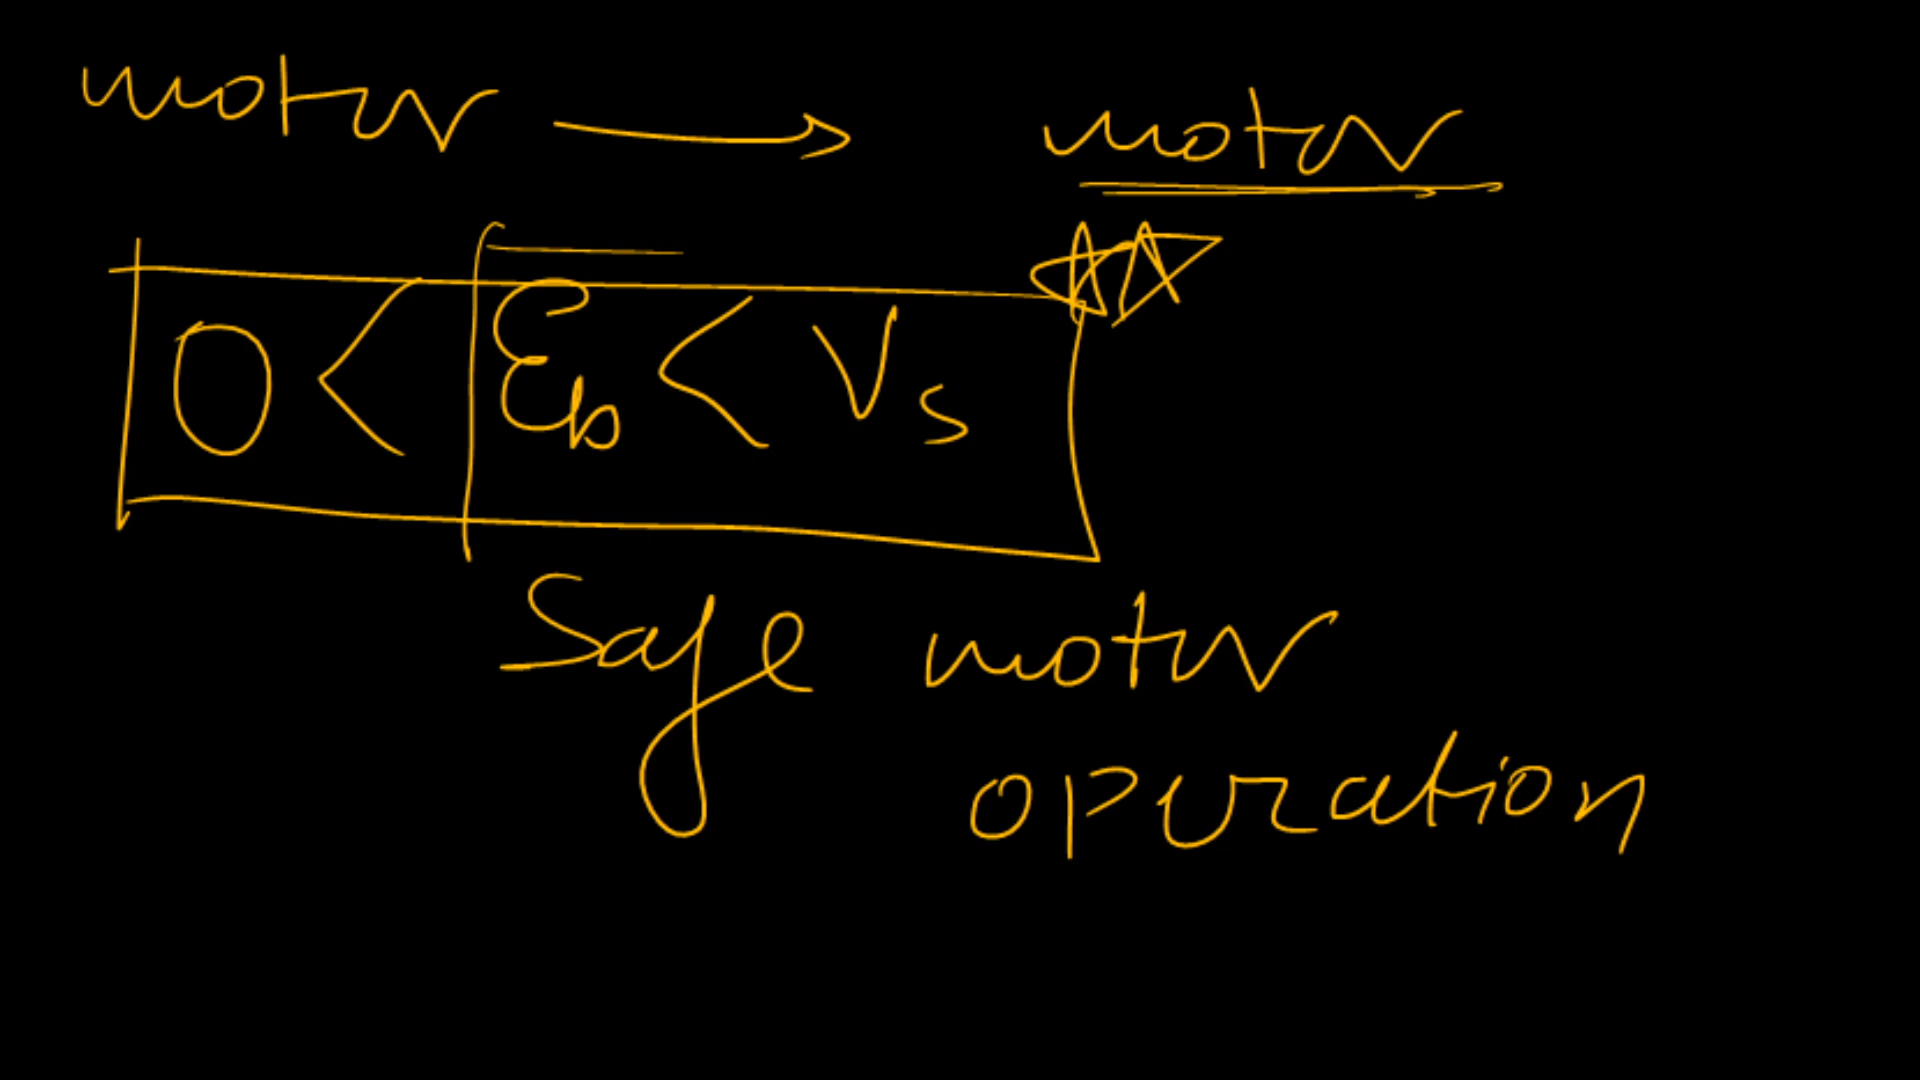 motor → motor
0 < Eb < Vs
Safe motor
operation